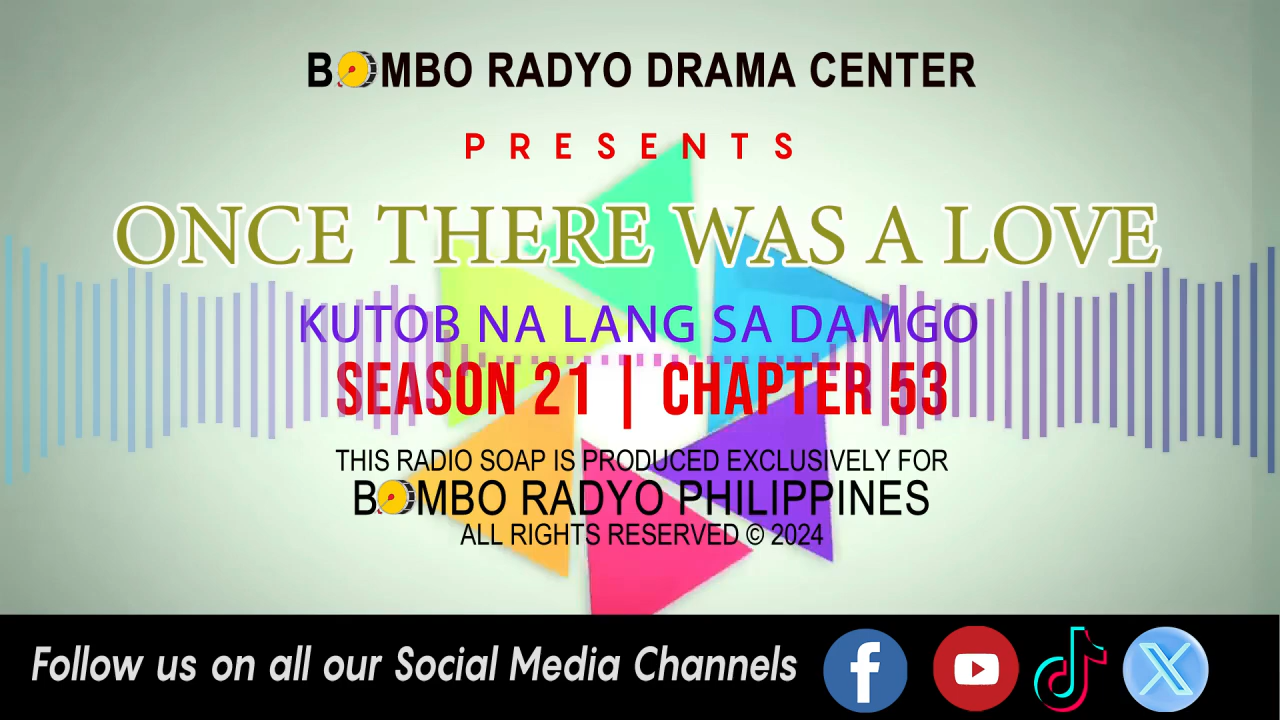 BOMBO RADYO DRAMA CENTER
PRESENTS
ONCE THERE WAS A LOVE
KUTOB NA LANG SA DAMGO
SEASON 21 | CHAPTER 53
THIS RADIO SOAP IS PRODUCED EXCLUSIVELY FOR
BOMBO RADYO PHILIPPINES
ALL RIGHTS RESERVED © 2024
Follow us on all our Social Media Channels